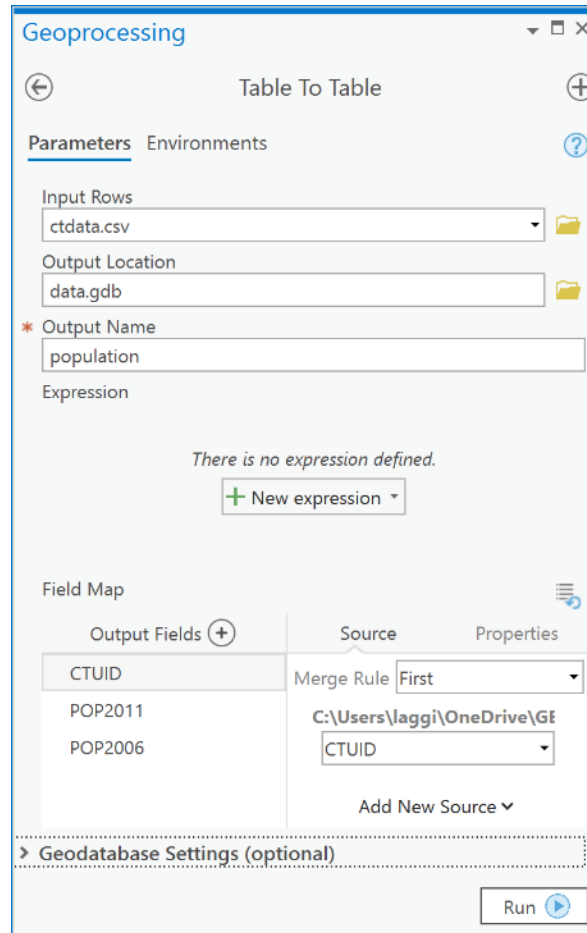 Geoprocessing
Table To Table
Parameters Environments
Input Rows
ctdata.csv
Output Location
data.gdb
* Output Name
population
Expression
There is no expression defined.
New expression
Field Map
Output Fields Source Properties
CTUID Merge Rule First
POP2011 C:\Users\laggi\OneDrive\GE
POP2006 CTUID
Add New Source
Geodatabase Settings (optional)
Run